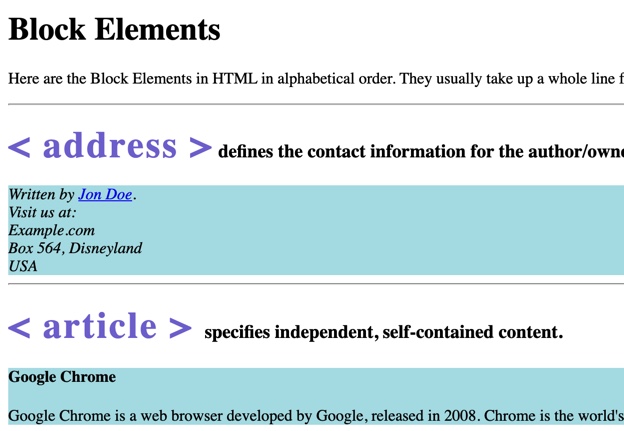 Block Elements
Here are the Block Elements in HTML in alphabetical order. They usually take up a whole line
< address > defines the contact information for the
Written by Jon Doe.
Visit us at:
Example.com
Box 564, Disneyland
USA
< article > specifies independent, self-contained content.
Google Chrome
Google Chrome is a web browser developed by Google, released in 2008. Chrome is the world's